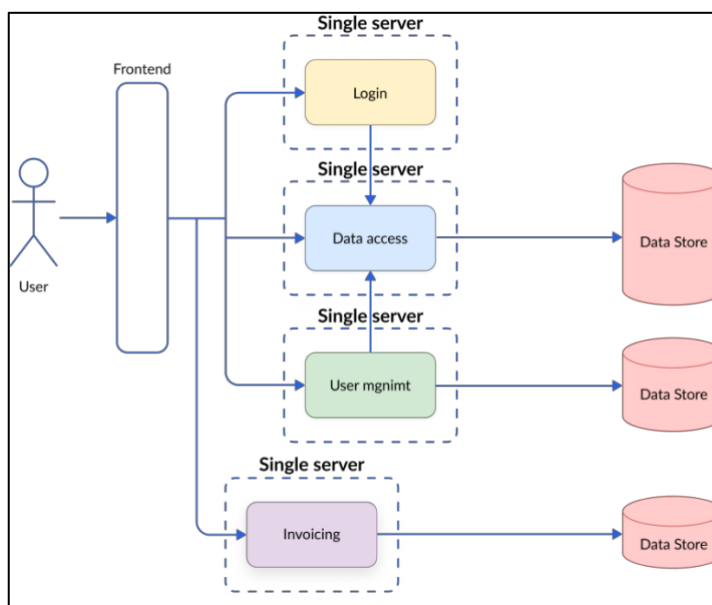 Single server
Frontend
Login
Single server
Data access
Data Store
User
Single server
User mgnimt
Data Store
Single server
Invoicing
Data Store